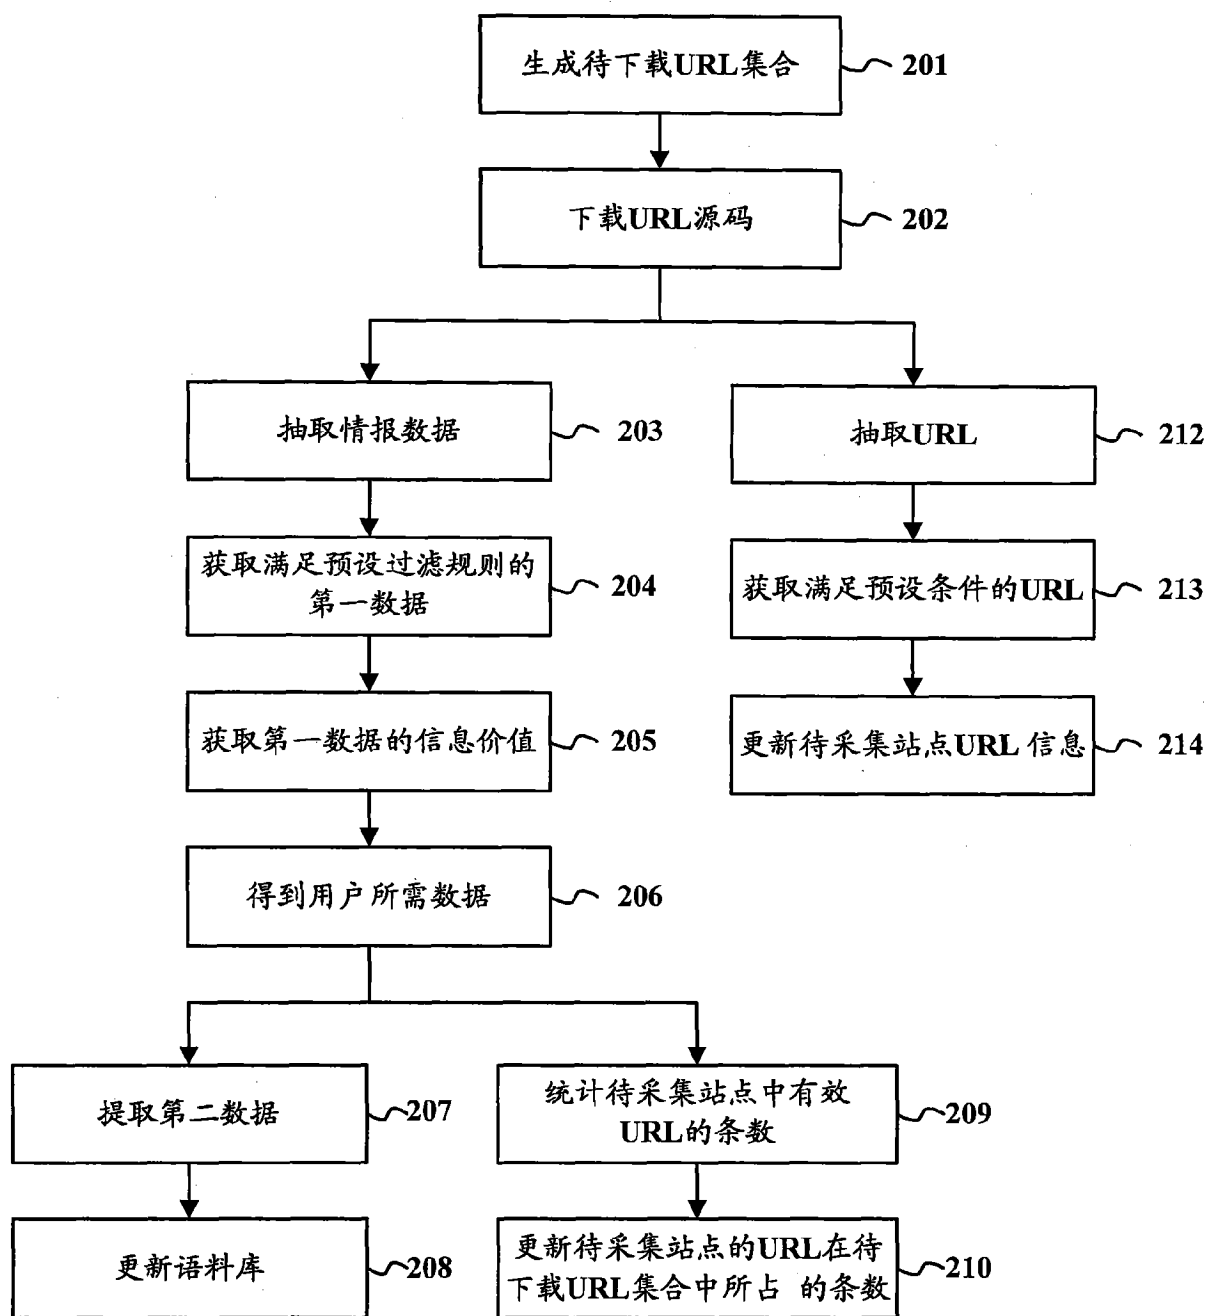 生成待下载URL集合
201
下载URL源码
202
抽取情报数据
203
抽取URL
212
获取满足预设过滤规则的
第一数据
204
获取满足预设条件的URL
213
获取第一数据的信息价值
205
更新待采集站点URL 信息
214
得到用户所需数据
206
提取第二数据
207
统计待采集站点中有效
URL的条数
209
更新语料库
208
更新待采集站点的URL在待
下载URL集合中所占 的条数
210